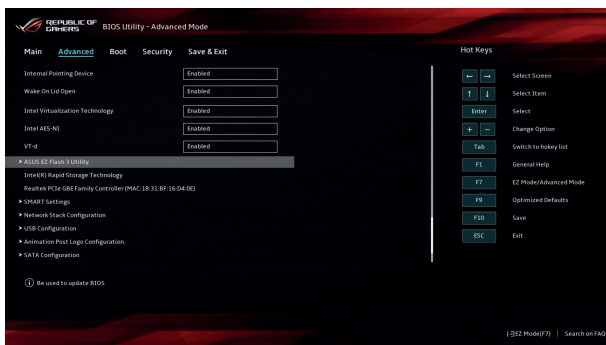 REPUBLIC OF
GAMERS
BIOS Utility - Advanced Mode
Main Advanced Boot Security Save & Exit
Hot Keys
Internal Pointing Device Enabled
Wake On Lid Open Enabled
Intel Virtualization Technology Enabled
Intel AES-NI Enabled
VT-d Enabled
ASUS EZ Flash 3 Utility
Intel(R) Rapid Storage Technology
Realtek PCIe GBE Family Controller (MAC:18:31:BF:16:D4:0E)
SMART Settings
Network Stack Configuration
USB Configuration
Animation Post Logo Configuration.
SATA Configuration
Be used to update BIOS
← → Select Screen
↑ ↓ Select Item
Enter Select
+ − Change Option
Tab Switch to hokey list
F1 General Help
F7 EZ Mode/Advanced Mode
F9 Optimized Defaults
F10 Save
ESC Exit
EZ Mode(F7) | Search on FAQ